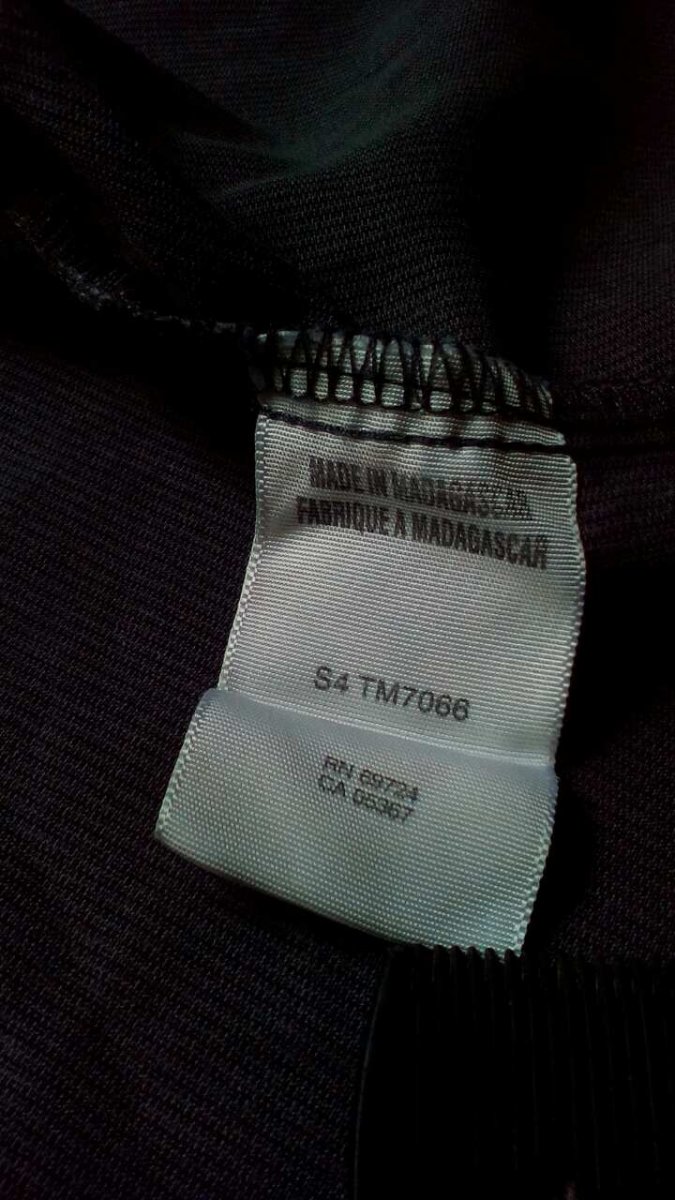 MADE IN MADAGASCAR
FABRIQUE A MADAGASCAR
S4 TM7066
RN 69724
CA 05367